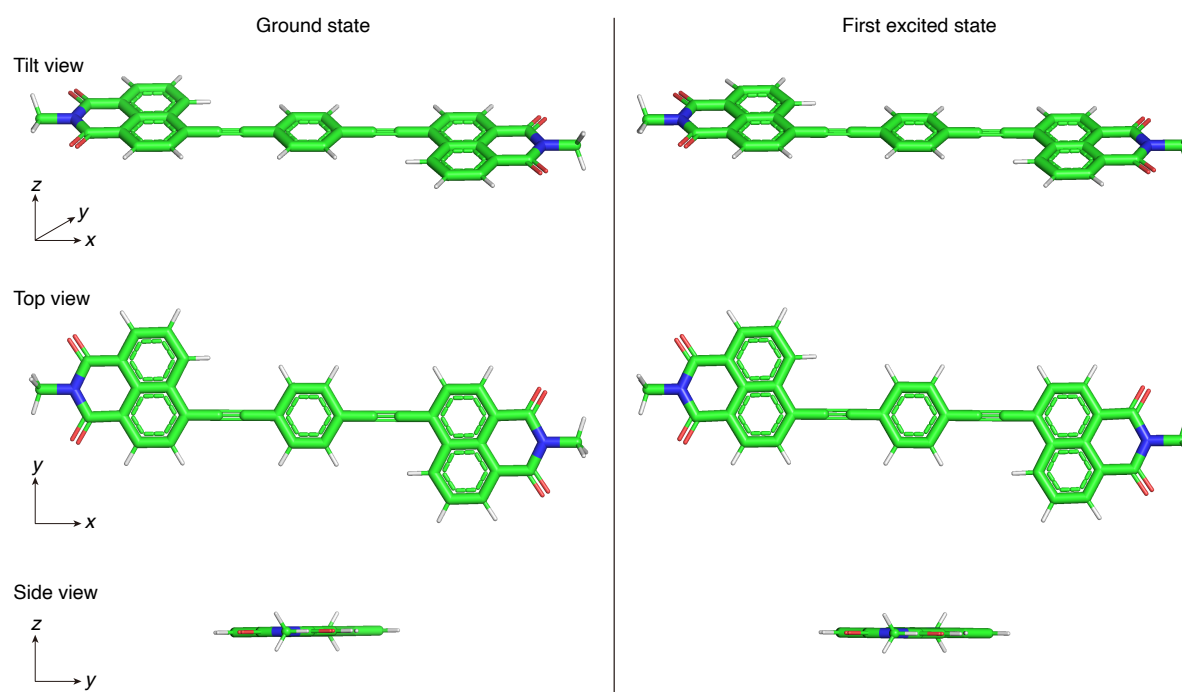 Ground state
First excited state
Tilt view
z
y
x
Top view
y
x
Side view
z
y